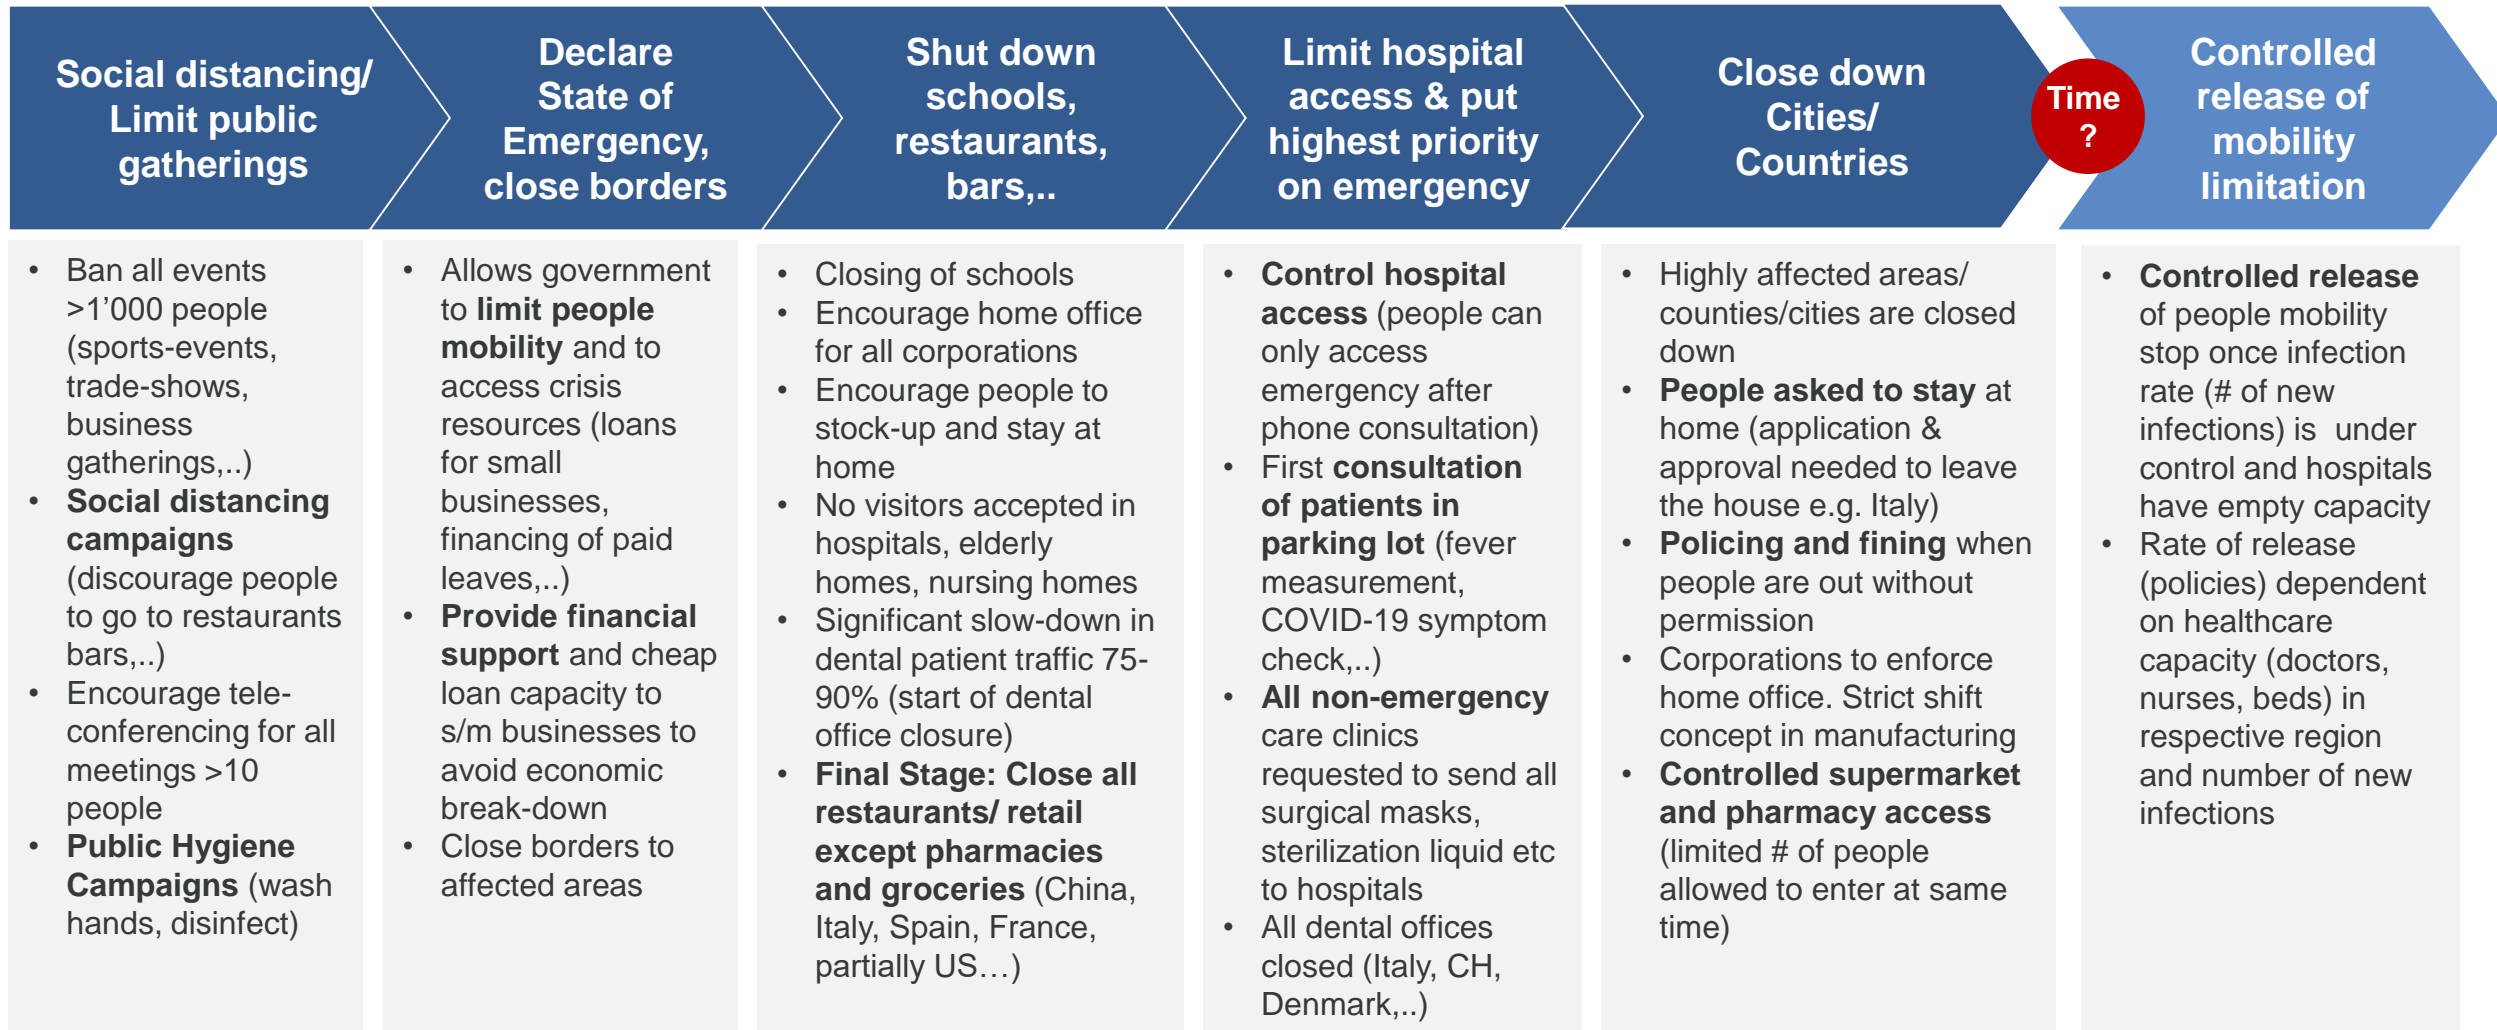 Social distancing/
Limit public
gatherings
Declare
State of
Emergency,
close borders
Shut down
schools,
restaurants,
bars,..
Limit hospital
access & put
highest priority
on emergency
Close down
Cities/
Countries
Time
?
Controlled
release of
mobility
limitation
• Ban all events
>1’000 people
(sports-events,
trade-shows,
business
gatherings,..)
• Social distancing
campaigns
(discourage people
to go to restaurants
bars,..)
• Encourage tele-
conferencing for all
meetings >10
people
• Public Hygiene
Campaigns (wash
hands, disinfect)
• Allows government
to limit people
mobility and to
access crisis
resources (loans
for small
businesses,
financing of paid
leaves,..)
• Provide financial
support and cheap
loan capacity to
s/m businesses to
avoid economic
break-down
• Close borders to
affected areas
• Closing of schools
• Encourage home office
for all corporations
• Encourage people to
stock-up and stay at
home
• No visitors accepted in
hospitals, elderly
homes, nursing homes
• Significant slow-down in
dental patient traffic 75-
90% (start of dental
office closure)
• Final Stage: Close all
restaurants/ retail
except pharmacies
and groceries (China,
Italy, Spain, France,
partially US…)
• Control hospital
access (people can
only access
emergency after
phone consultation)
• First consultation
of patients in
parking lot (fever
measurement,
COVID-19 symptom
check,..)
• All non-emergency
care clinics
requested to send all
surgical masks,
sterilization liquid etc
to hospitals
• All dental offices
closed (Italy, CH,
Denmark,..)
• Highly affected areas/
counties/cities are closed
down
• People asked to stay at
home (application &
approval needed to leave
the house e.g. Italy)
• Policing and fining when
people are out without
permission
• Corporations to enforce
home office. Strict shift
concept in manufacturing
• Controlled supermarket
and pharmacy access
(limited # of people
allowed to enter at same
time)
• Controlled release
of people mobility
stop once infection
rate (# of new
infections) is  under
control and hospitals
have empty capacity
• Rate of release
(policies) dependent
on healthcare
capacity (doctors,
nurses, beds) in
respective region
and number of new
infections